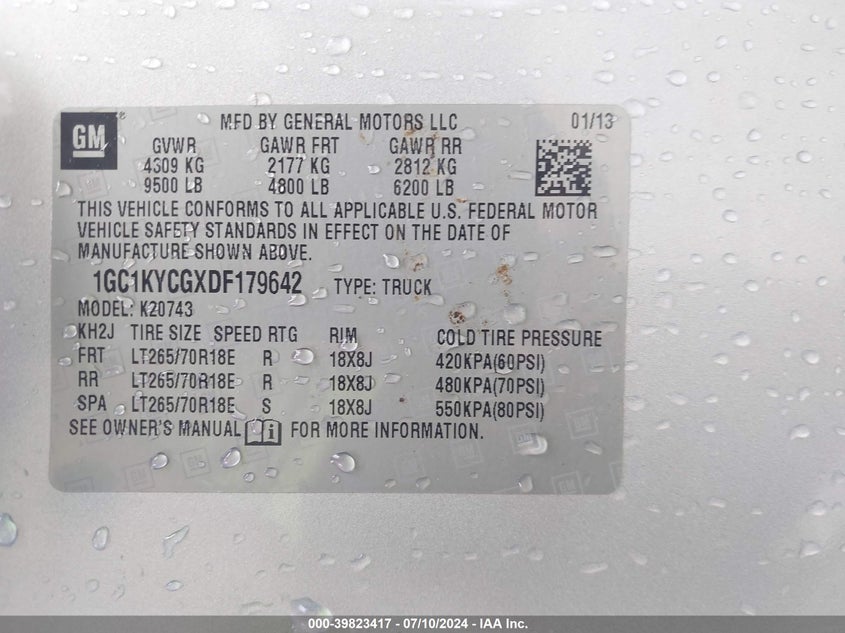 GM
MFD BY GENERAL MOTORS LLC 01/13
GVWR GAWR FRT GAWR RR
4309 KG 2177 KG 2812 KG
9500 LB 4800 LB 6200 LB
THIS VEHICLE CONFORMS TO ALL APPLICABLE U.S. FEDERAL MOTOR
VEHICLE SAFETY STANDARDS IN EFFECT ON THE DATE OF
MANUFACTURE SHOWN ABOVE.
1GC1KYCGXDF179642 TYPE: TRUCK
MODEL: K20743
KH2J TIRE SIZE SPEED RTG RIM COLD TIRE PRESSURE
FRT LT265/70R18E R 18X8J 420KPA(60PSI)
RR LT265/70R18E R 18X8J 480KPA(70PSI)
SPA LT265/70R18E S 18X8J 550KPA(80PSI)
SEE OWNER'S MANUAL FOR MORE INFORMATION.
000-39823417 - 07/10/2024 - IAA Inc.